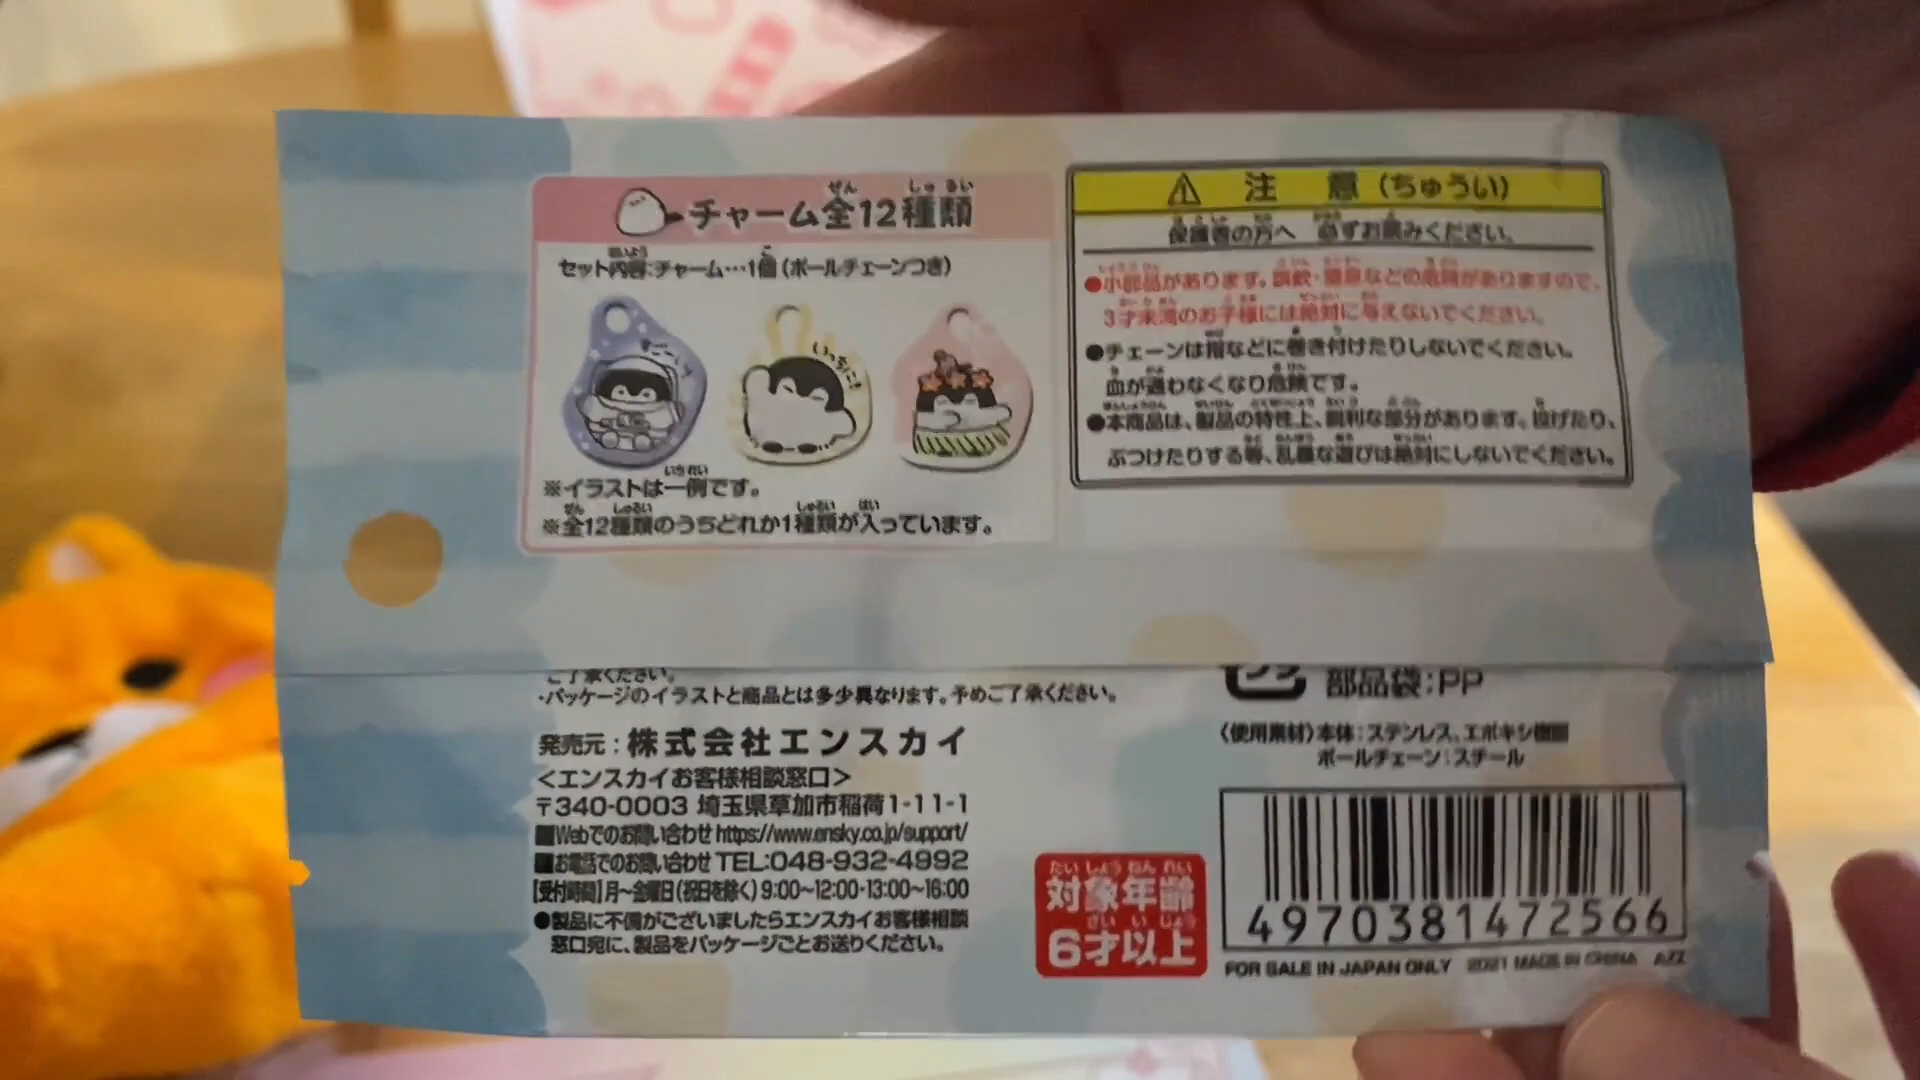 チャーム全12種類
セット内容:チャーム…1個(ボールチェーンつき)
すご〜いげ
いっちに!
※イラストは一例です。
※全12種類のうちどれか1種類が入っています。
⚠ 注 意(ちゅうい)
保護者の方へ 必ずお読みください。
●小部品があります。誤飲・窒息などの危険がありますので、
3才未満のお子様には絶対に与えないでください。
●チェーンは指などに巻き付けたりしないでください。
血が通わなくなり危険です。
●本商品は、製品の特性上、鋭利な部分があります。投げたり、
ぶつけたりする等、乱暴な遊びは絶対にしないでください。
ご了承ください。
・パッケージのイラストと商品とは多少異なります。予めご了承ください。
発売元:株式会社エンスカイ
<エンスカイお客様相談窓口>
〒340-0003 埼玉県草加市稲荷1-11-1
■Webでのお問い合わせ https://www.ensky.co.jp/support/
■お電話でのお問い合わせ TEL:048-932-4992
[受付時間]月〜金曜日(祝日を除く)9:00〜12:00・13:00〜16:00
●製品に不備がございましたらエンスカイお客様相談
窓口宛に、製品をパッケージごとお送りください。
対象年齢
6才以上
部品袋:PP
〈使用素材〉本体:ステンレス、エポキシ樹脂
ボールチェーン:スチール
4970381472566
FOR SALE IN JAPAN ONLY 2021 MADE IN CHINA AZZ